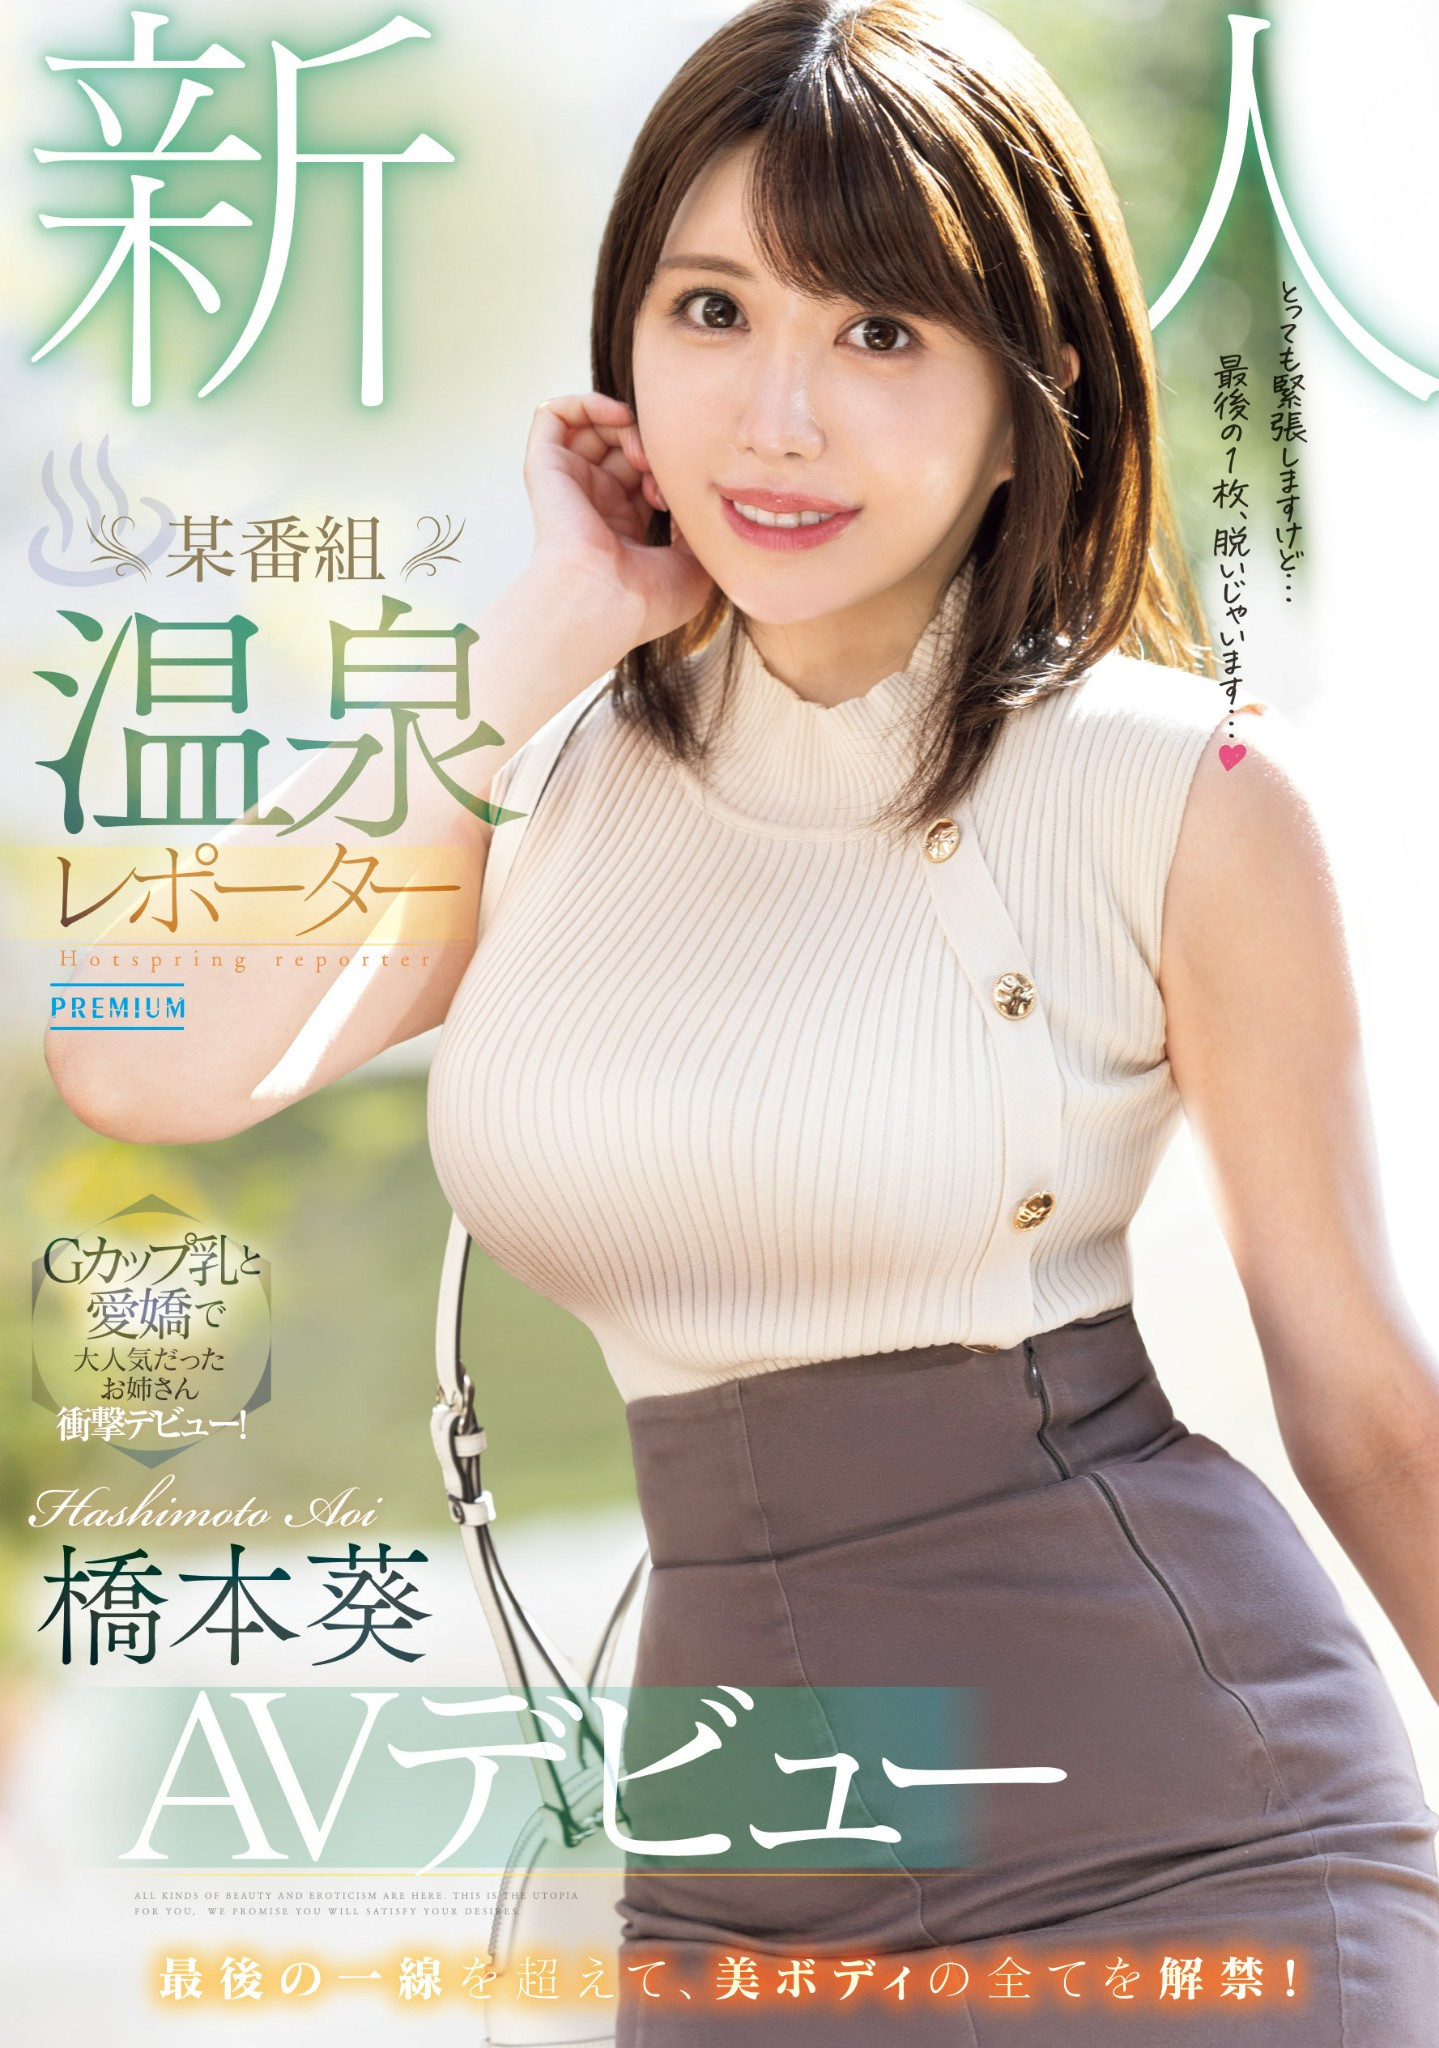 新人
とっても緊張しますけど…
最後の1枚、脱いじゃいます…♥
某番組
温泉
レポーター
Hotspring reporter
PREMIUM
Gカップ乳と
愛嬌で
大人気だった
お姉さん
衝撃デビュー!
Hashimoto Aoi
橋本葵
AVデビュー
ALL KINDS OF BEAUTY AND EROTICISM ARE HERE. THIS IS THE UTOPIA
FOR YOU, WE PROMISE YOU WILL SATISFY YOUR DESIRES.
最後の一線を超えて、美ボディの全てを解禁!